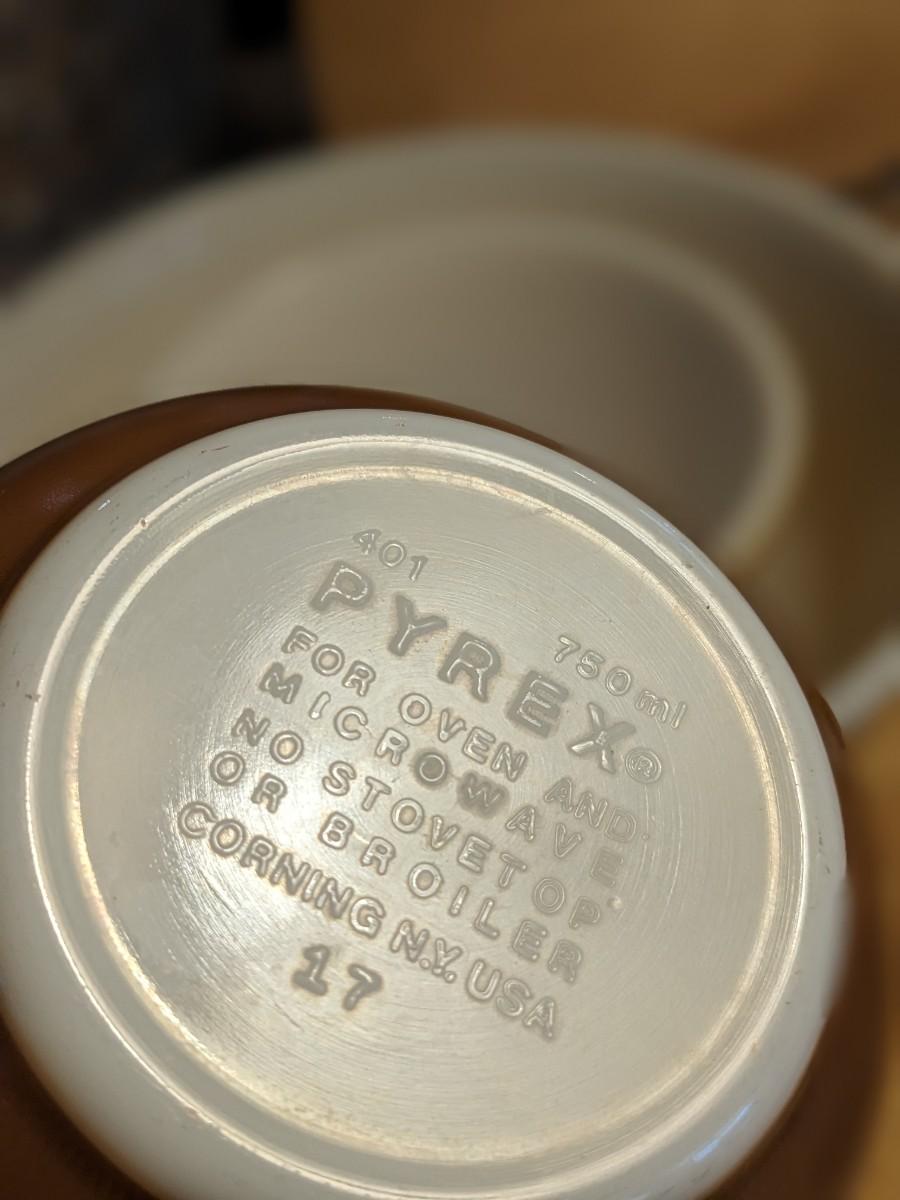 401
750ml
PYREX®
FOR OVEN AND
MICROWAVE
NO STOVETOP
OR BROILER
CORNING N.Y. USA
17